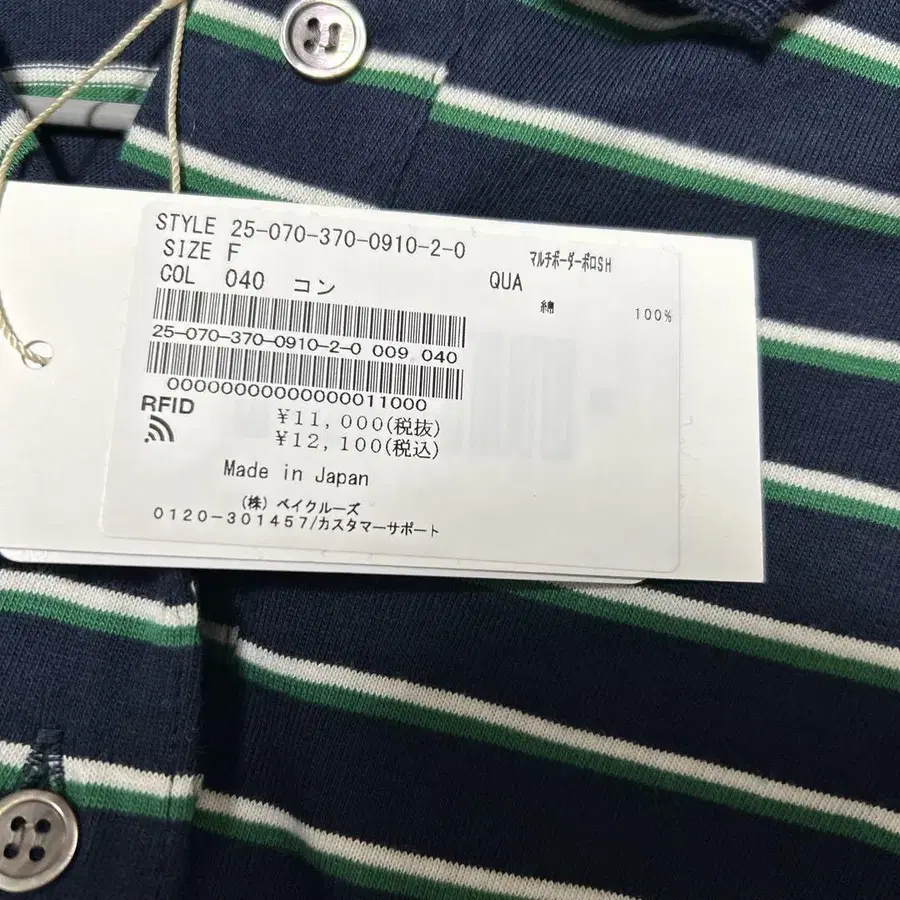 STYLE 25-070-370-0910-2-0
マルチボーダーポロSH
SIZE F
QUA
COL 040 コン
綿 100%
25-070-370-0910-2-0 009 040
00000000000000011000
RFID
¥11,000(税抜)
¥12,100(税込)
Made in Japan
(株) ベイクルーズ
0120-301457/カスタマーサポート